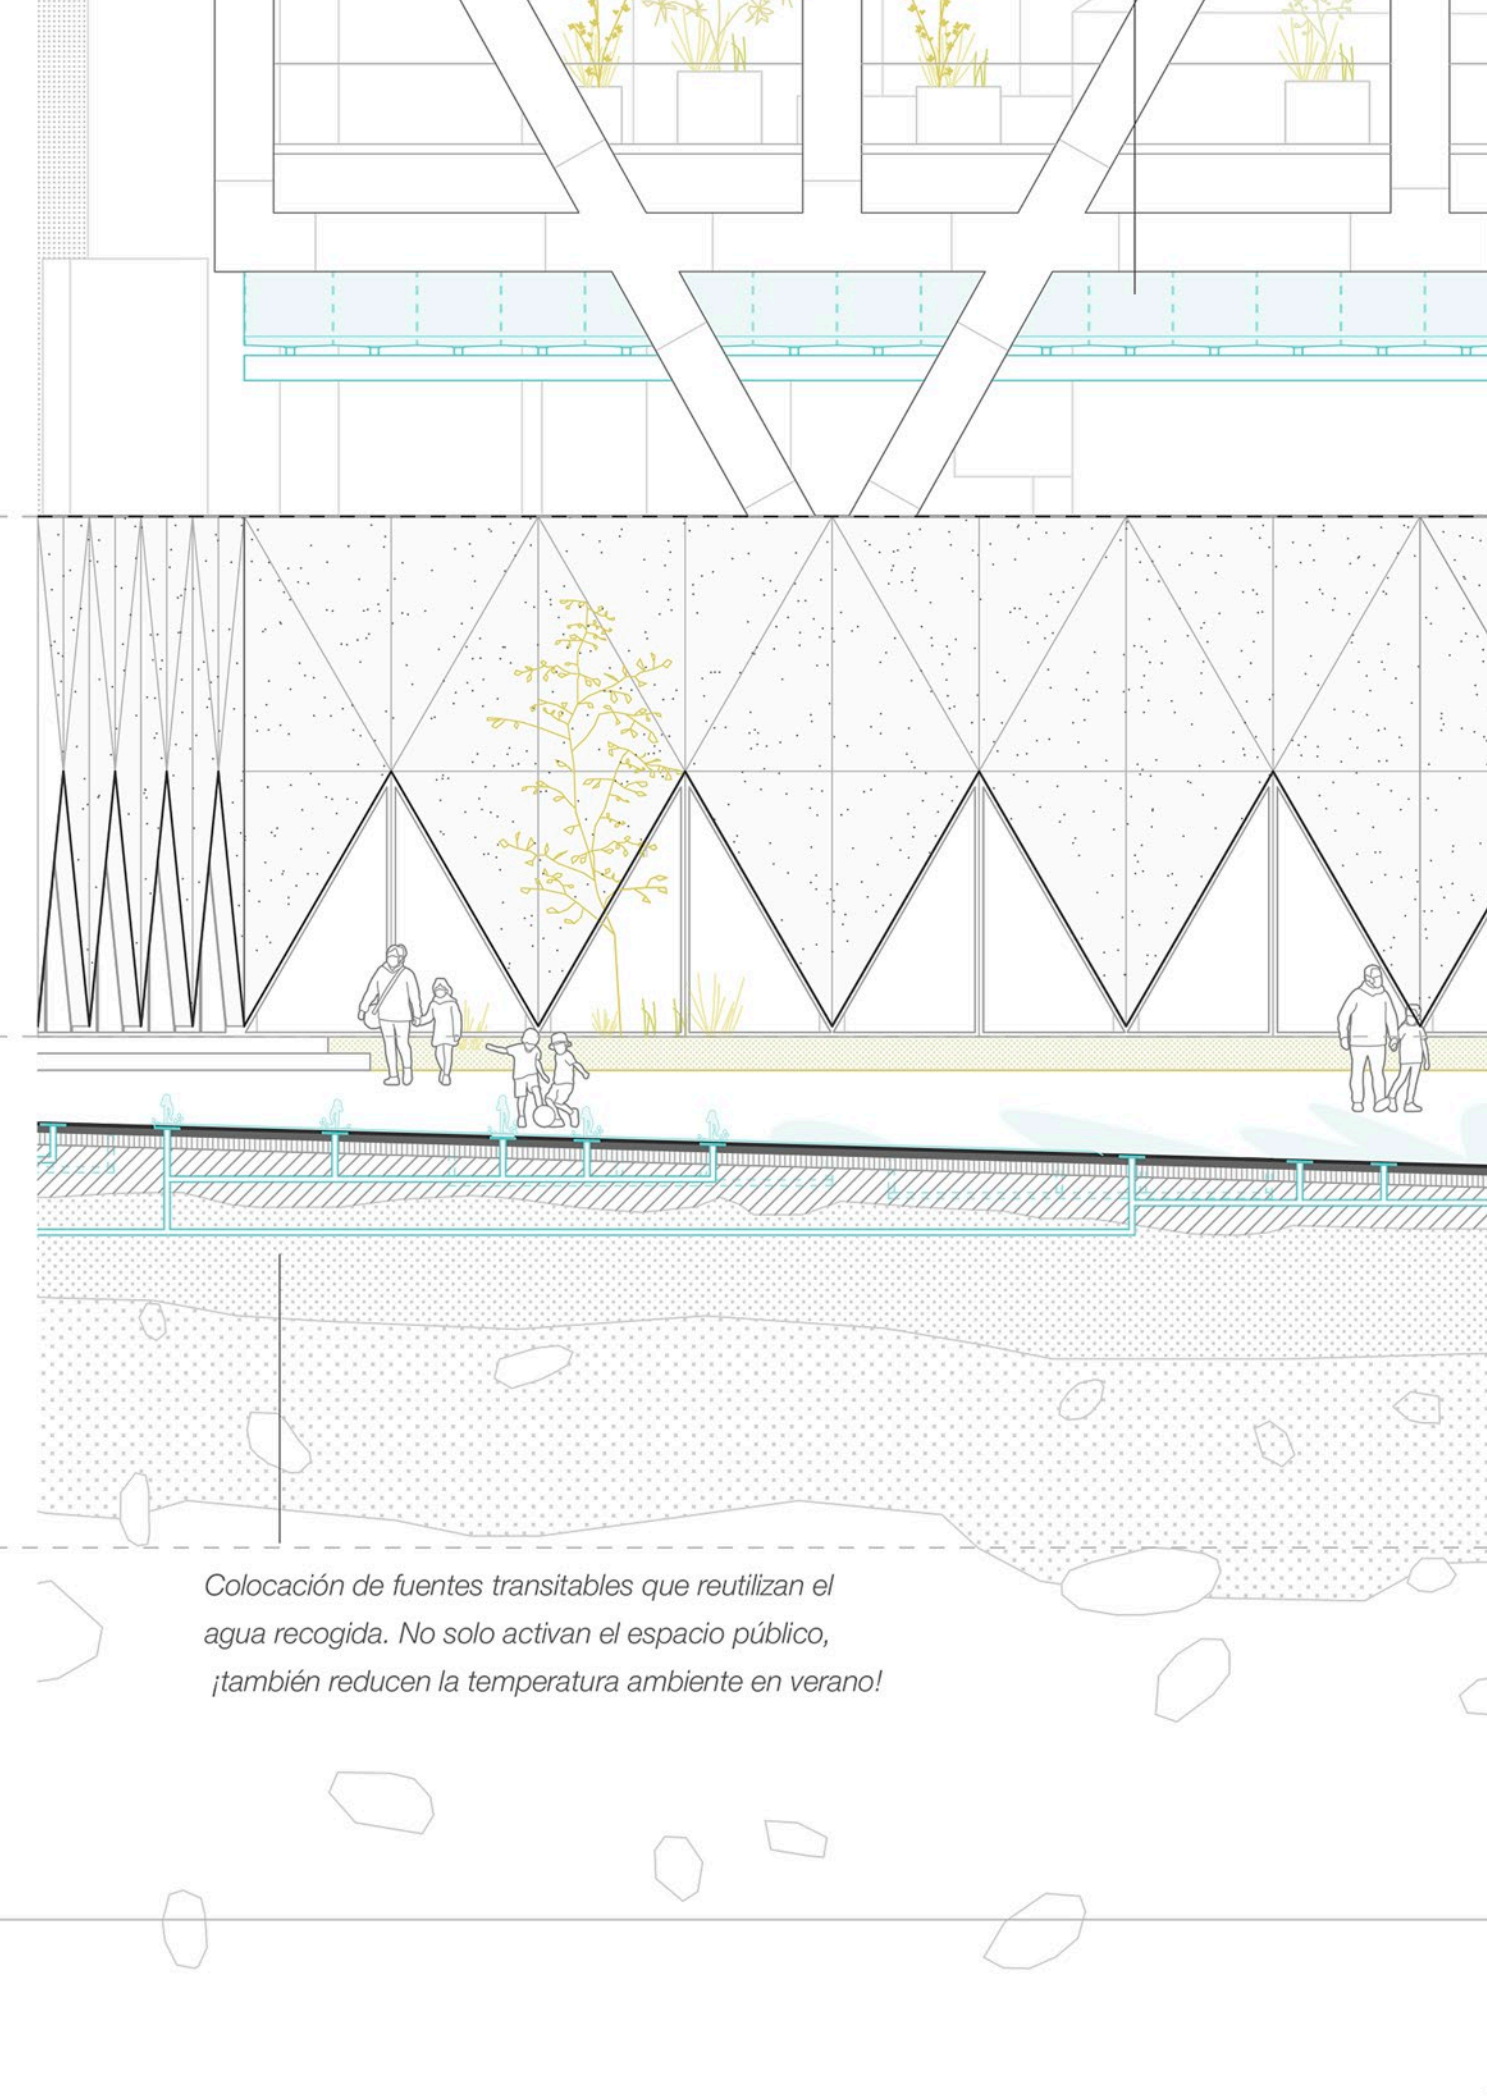 Colocación de fuentes transitables que reutilizan el
agua recogida. No solo activan el espacio público,
¡también reducen la temperatura ambiente en verano!